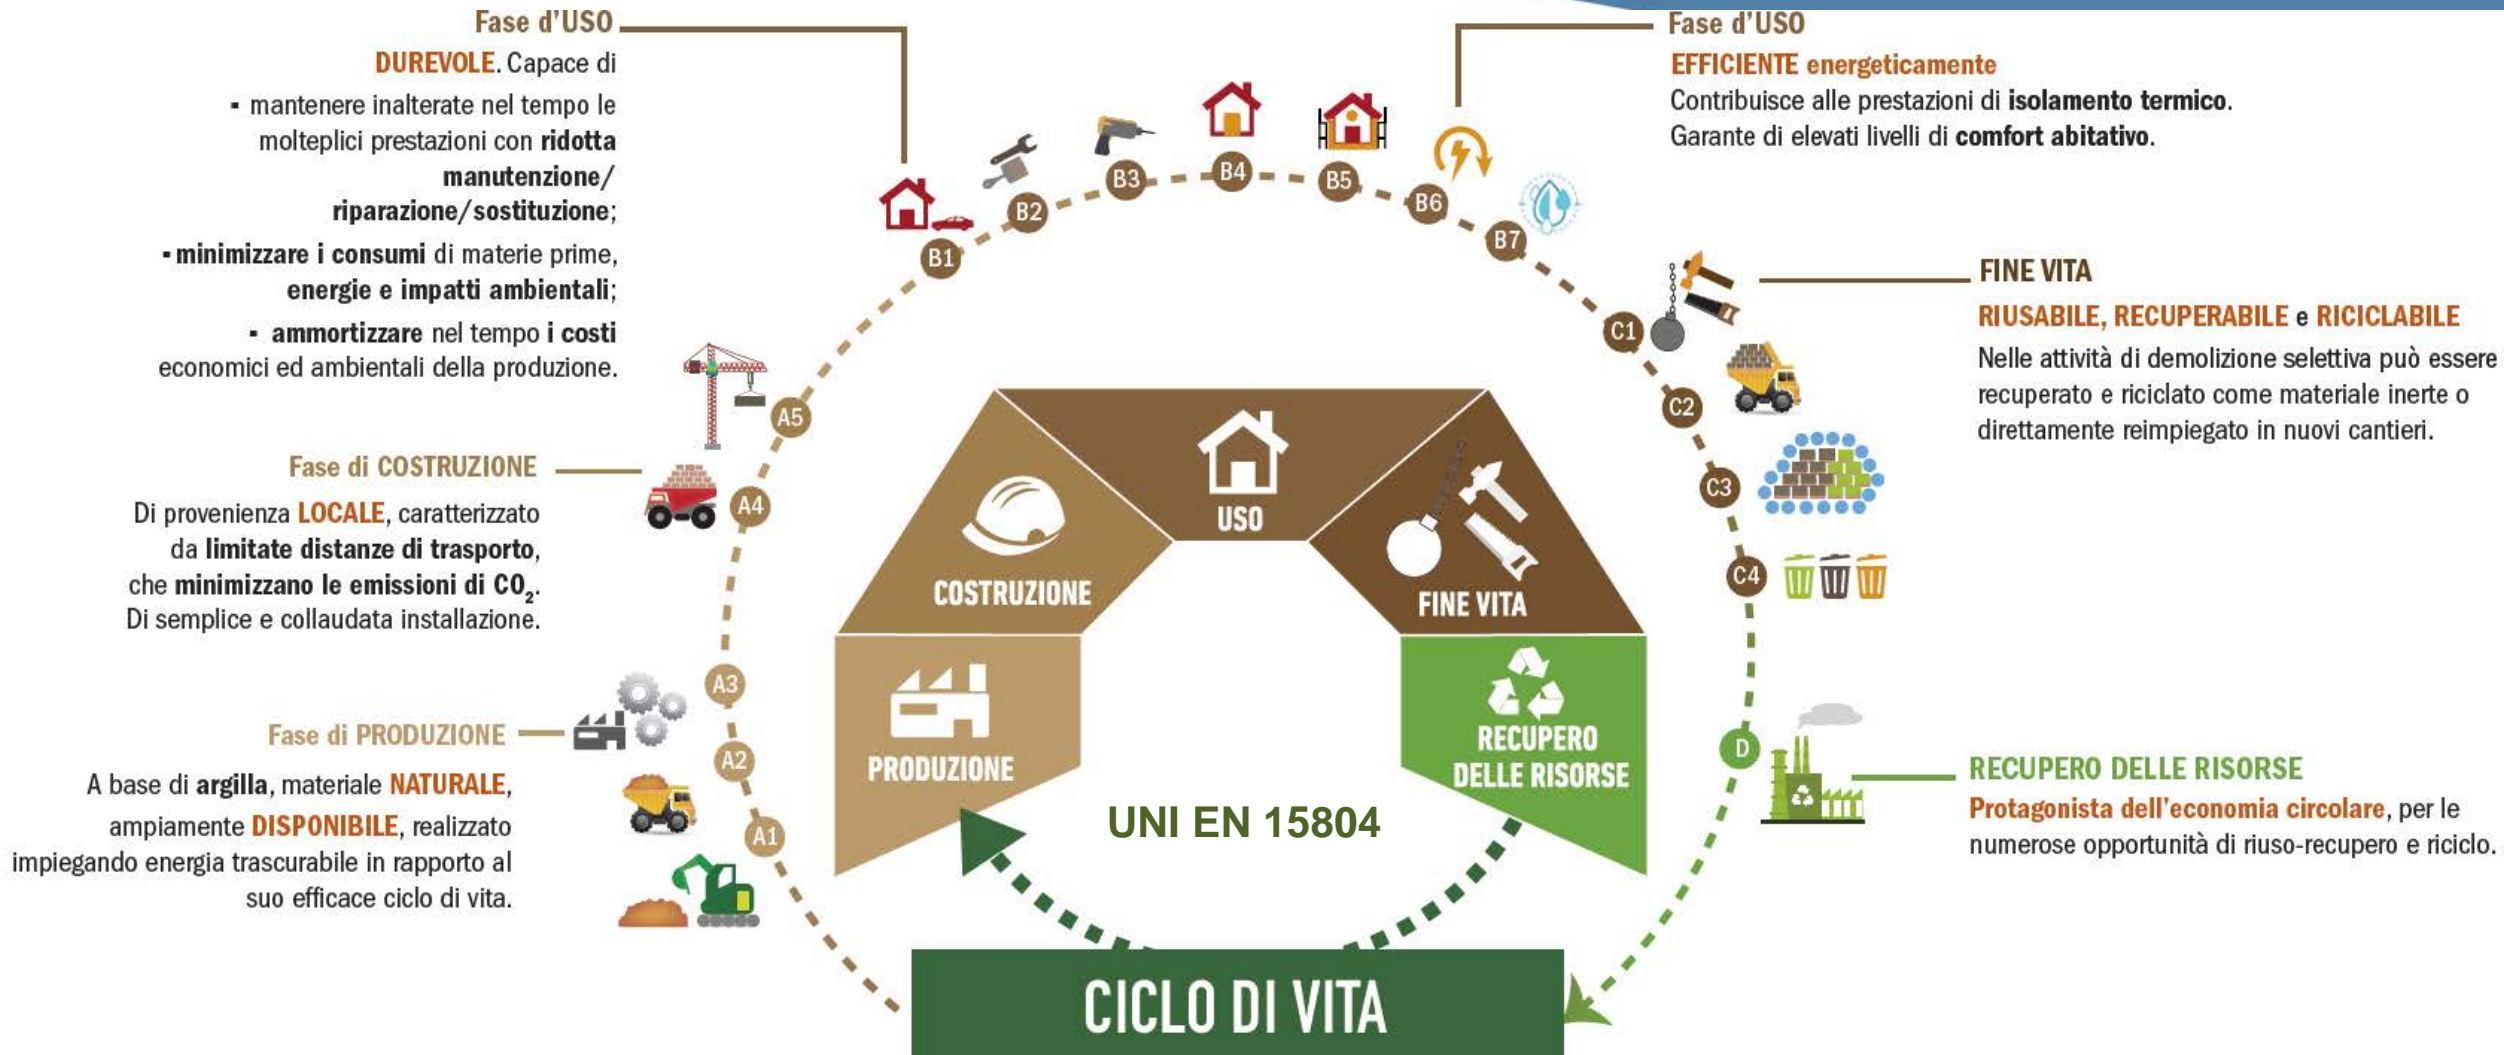 Fase d'USO
DUREVOLE. Capace di
▪ mantenere inalterate nel tempo le
molteplici prestazioni con ridotta
manutenzione/
riparazione/sostituzione;
▪ minimizzare i consumi di materie prime,
energie e impatti ambientali;
▪ ammortizzare nel tempo i costi
economici ed ambientali della produzione.
Fase di COSTRUZIONE
Di provenienza LOCALE, caratterizzato
da limitate distanze di trasporto,
che minimizzano le emissioni di CO₂.
Di semplice e collaudata installazione.
Fase di PRODUZIONE
A base di argilla, materiale NATURALE,
ampiamente DISPONIBILE, realizzato
impiegando energia trascurabile in rapporto al
suo efficace ciclo di vita.
A1
A2
A3
A4
A5
B1
B2
B3
B4
B5
B6
B7
C1
C2
C3
C4
D
PRODUZIONE
COSTRUZIONE
USO
FINE VITA
RECUPERO
DELLE RISORSE
UNI EN 15804
CICLO DI VITA
Fase d'USO
EFFICIENTE energeticamente
Contribuisce alle prestazioni di isolamento termico.
Garante di elevati livelli di comfort abitativo.
FINE VITA
RIUSABILE, RECUPERABILE e RICICLABILE
Nelle attività di demolizione selettiva può essere
recuperato e riciclato come materiale inerte o
direttamente reimpiegato in nuovi cantieri.
RECUPERO DELLE RISORSE
Protagonista dell'economia circolare, per le
numerose opportunità di riuso-recupero e riciclo.